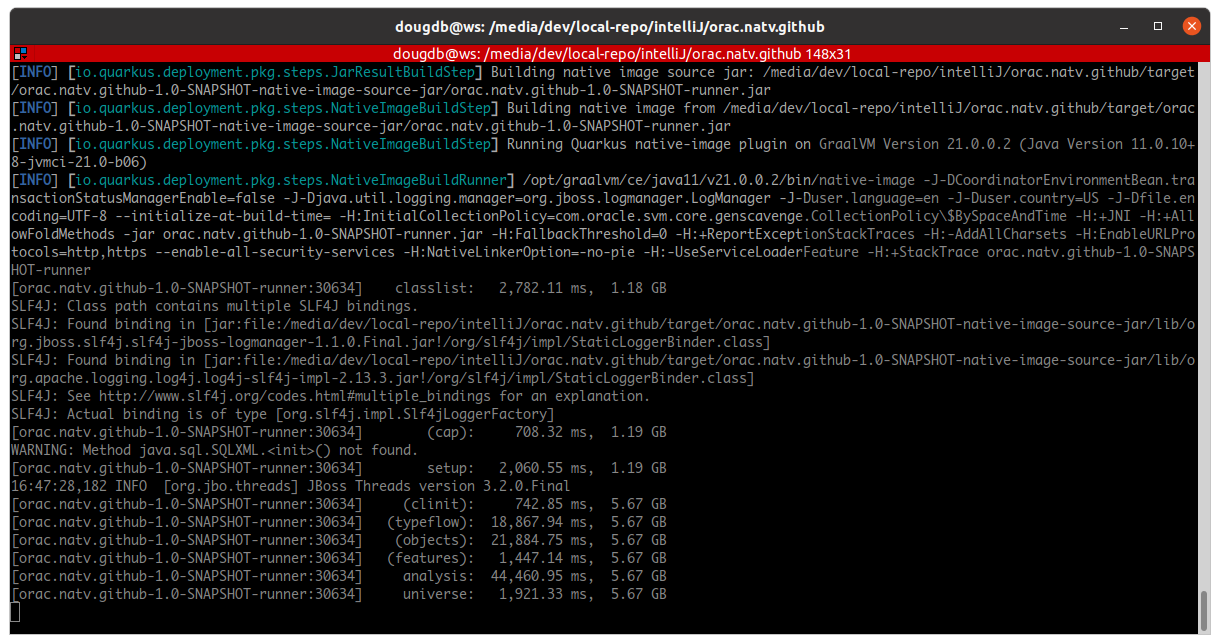 dougdb@ws: /media/dev/local-repo/intelliJ/orac.natv.github
dougdb@ws: /media/dev/local-repo/intelliJ/orac.natv.github 148x31
[INFO] [io.quarkus.deployment.pkg.steps.JarResultBuildStep] Building native image source jar: /media/dev/local-repo/intelliJ/orac.natv.github/target
/orac.natv.github-1.0-SNAPSHOT-native-image-source-jar/orac.natv.github-1.0-SNAPSHOT-runner.jar
[INFO] [io.quarkus.deployment.pkg.steps.NativeImageBuildStep] Building native image from /media/dev/local-repo/intelliJ/orac.natv.github/target/orac
.natv.github-1.0-SNAPSHOT-native-image-source-jar/orac.natv.github-1.0-SNAPSHOT-runner.jar
[INFO] [io.quarkus.deployment.pkg.steps.NativeImageBuildStep] Running Quarkus native-image plugin on GraalVM Version 21.0.0.2 (Java Version 11.0.10+
8-jvmci-21.0-b06)
[INFO] [io.quarkus.deployment.pkg.steps.NativeImageBuildRunner] /opt/graalvm/ce/java11/v21.0.0.2/bin/native-image -J-DCoordinatorEnvironmentBean.tra
nsactionStatusManagerEnable=false -J-Djava.util.logging.manager=org.jboss.logmanager.LogManager -J-Duser.language=en -J-Duser.country=US -J-Dfile.en
coding=UTF-8 --initialize-at-build-time= -H:InitialCollectionPolicy=com.oracle.svm.core.genscavenge.CollectionPolicy\$BySpaceAndTime -H:+JNI -H:+All
owFoldMethods -jar orac.natv.github-1.0-SNAPSHOT-runner.jar -H:FallbackThreshold=0 -H:+ReportExceptionStackTraces -H:-AddAllCharsets -H:EnableURLPro
tocols=http,https --enable-all-security-services -H:NativeLinkerOption=-no-pie -H:-UseServiceLoaderFeature -H:+StackTrace orac.natv.github-1.0-SNAPS
HOT-runner
[orac.natv.github-1.0-SNAPSHOT-runner:30634]    classlist:   2,782.11 ms,  1.18 GB
SLF4J: Class path contains multiple SLF4J bindings.
SLF4J: Found binding in [jar:file:/media/dev/local-repo/intelliJ/orac.natv.github/target/orac.natv.github-1.0-SNAPSHOT-native-image-source-jar/lib/o
rg.jboss.slf4j.slf4j-jboss-logmanager-1.1.0.Final.jar!/org/slf4j/impl/StaticLoggerBinder.class]
SLF4J: Found binding in [jar:file:/media/dev/local-repo/intelliJ/orac.natv.github/target/orac.natv.github-1.0-SNAPSHOT-native-image-source-jar/lib/o
rg.apache.logging.log4j.log4j-slf4j-impl-2.13.3.jar!/org/slf4j/impl/StaticLoggerBinder.class]
SLF4J: See http://www.slf4j.org/codes.html#multiple_bindings for an explanation.
SLF4J: Actual binding is of type [org.slf4j.impl.Slf4jLoggerFactory]
[orac.natv.github-1.0-SNAPSHOT-runner:30634]        (cap):     708.32 ms,  1.19 GB
WARNING: Method java.sql.SQLXML.<init>() not found.
[orac.natv.github-1.0-SNAPSHOT-runner:30634]        setup:   2,060.55 ms,  1.19 GB
16:47:28,182 INFO  [org.jbo.threads] JBoss Threads version 3.2.0.Final
[orac.natv.github-1.0-SNAPSHOT-runner:30634]     (clinit):     742.85 ms,  5.67 GB
[orac.natv.github-1.0-SNAPSHOT-runner:30634]   (typeflow):  18,867.94 ms,  5.67 GB
[orac.natv.github-1.0-SNAPSHOT-runner:30634]    (objects):  21,884.75 ms,  5.67 GB
[orac.natv.github-1.0-SNAPSHOT-runner:30634]   (features):   1,447.14 ms,  5.67 GB
[orac.natv.github-1.0-SNAPSHOT-runner:30634]     analysis:  44,460.95 ms,  5.67 GB
[orac.natv.github-1.0-SNAPSHOT-runner:30634]     universe:   1,921.33 ms,  5.67 GB